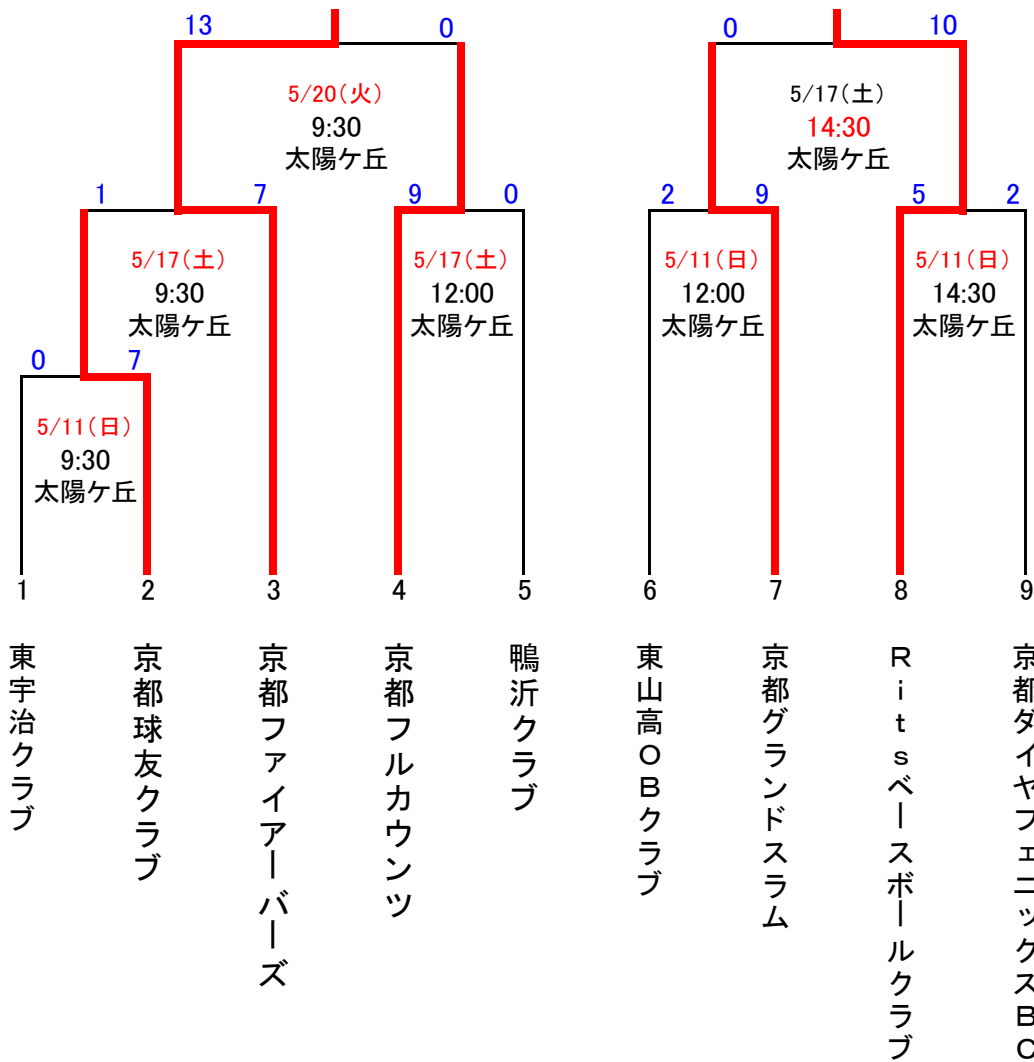 13
0
0
10
5/20(火)
9:30
太陽ケ丘
5/17(土)
14:30
太陽ケ丘
1
7
9
0
2
9
5
2
5/17(土)
9:30
太陽ケ丘
5/17(土)
12:00
太陽ケ丘
5/11(日)
12:00
太陽ケ丘
5/11(日)
14:30
太陽ケ丘
0
7
5/11(日)
9:30
太陽ケ丘
1
2
3
4
5
6
7
8
9
東宇治クラブ
京都球友クラブ
京都ファイアーバーズ
京都フルカウンツ
鴨沂クラブ
東山高OBクラブ
京都グランドスラム
Ritsベースボールクラブ
京都ダイヤフェニックスBC